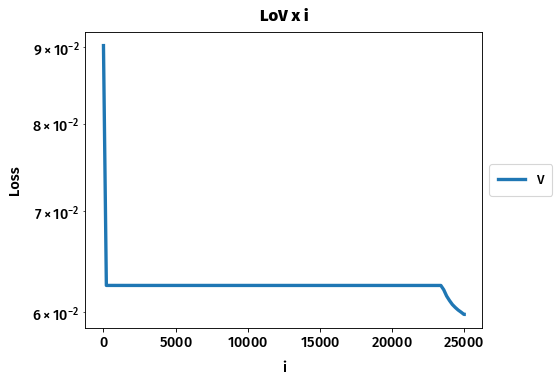 LoV x i
9 × 10⁻²
8 × 10⁻²
7 × 10⁻²
6 × 10⁻²
Loss
0 5000 10000 15000 20000 25000
i
V